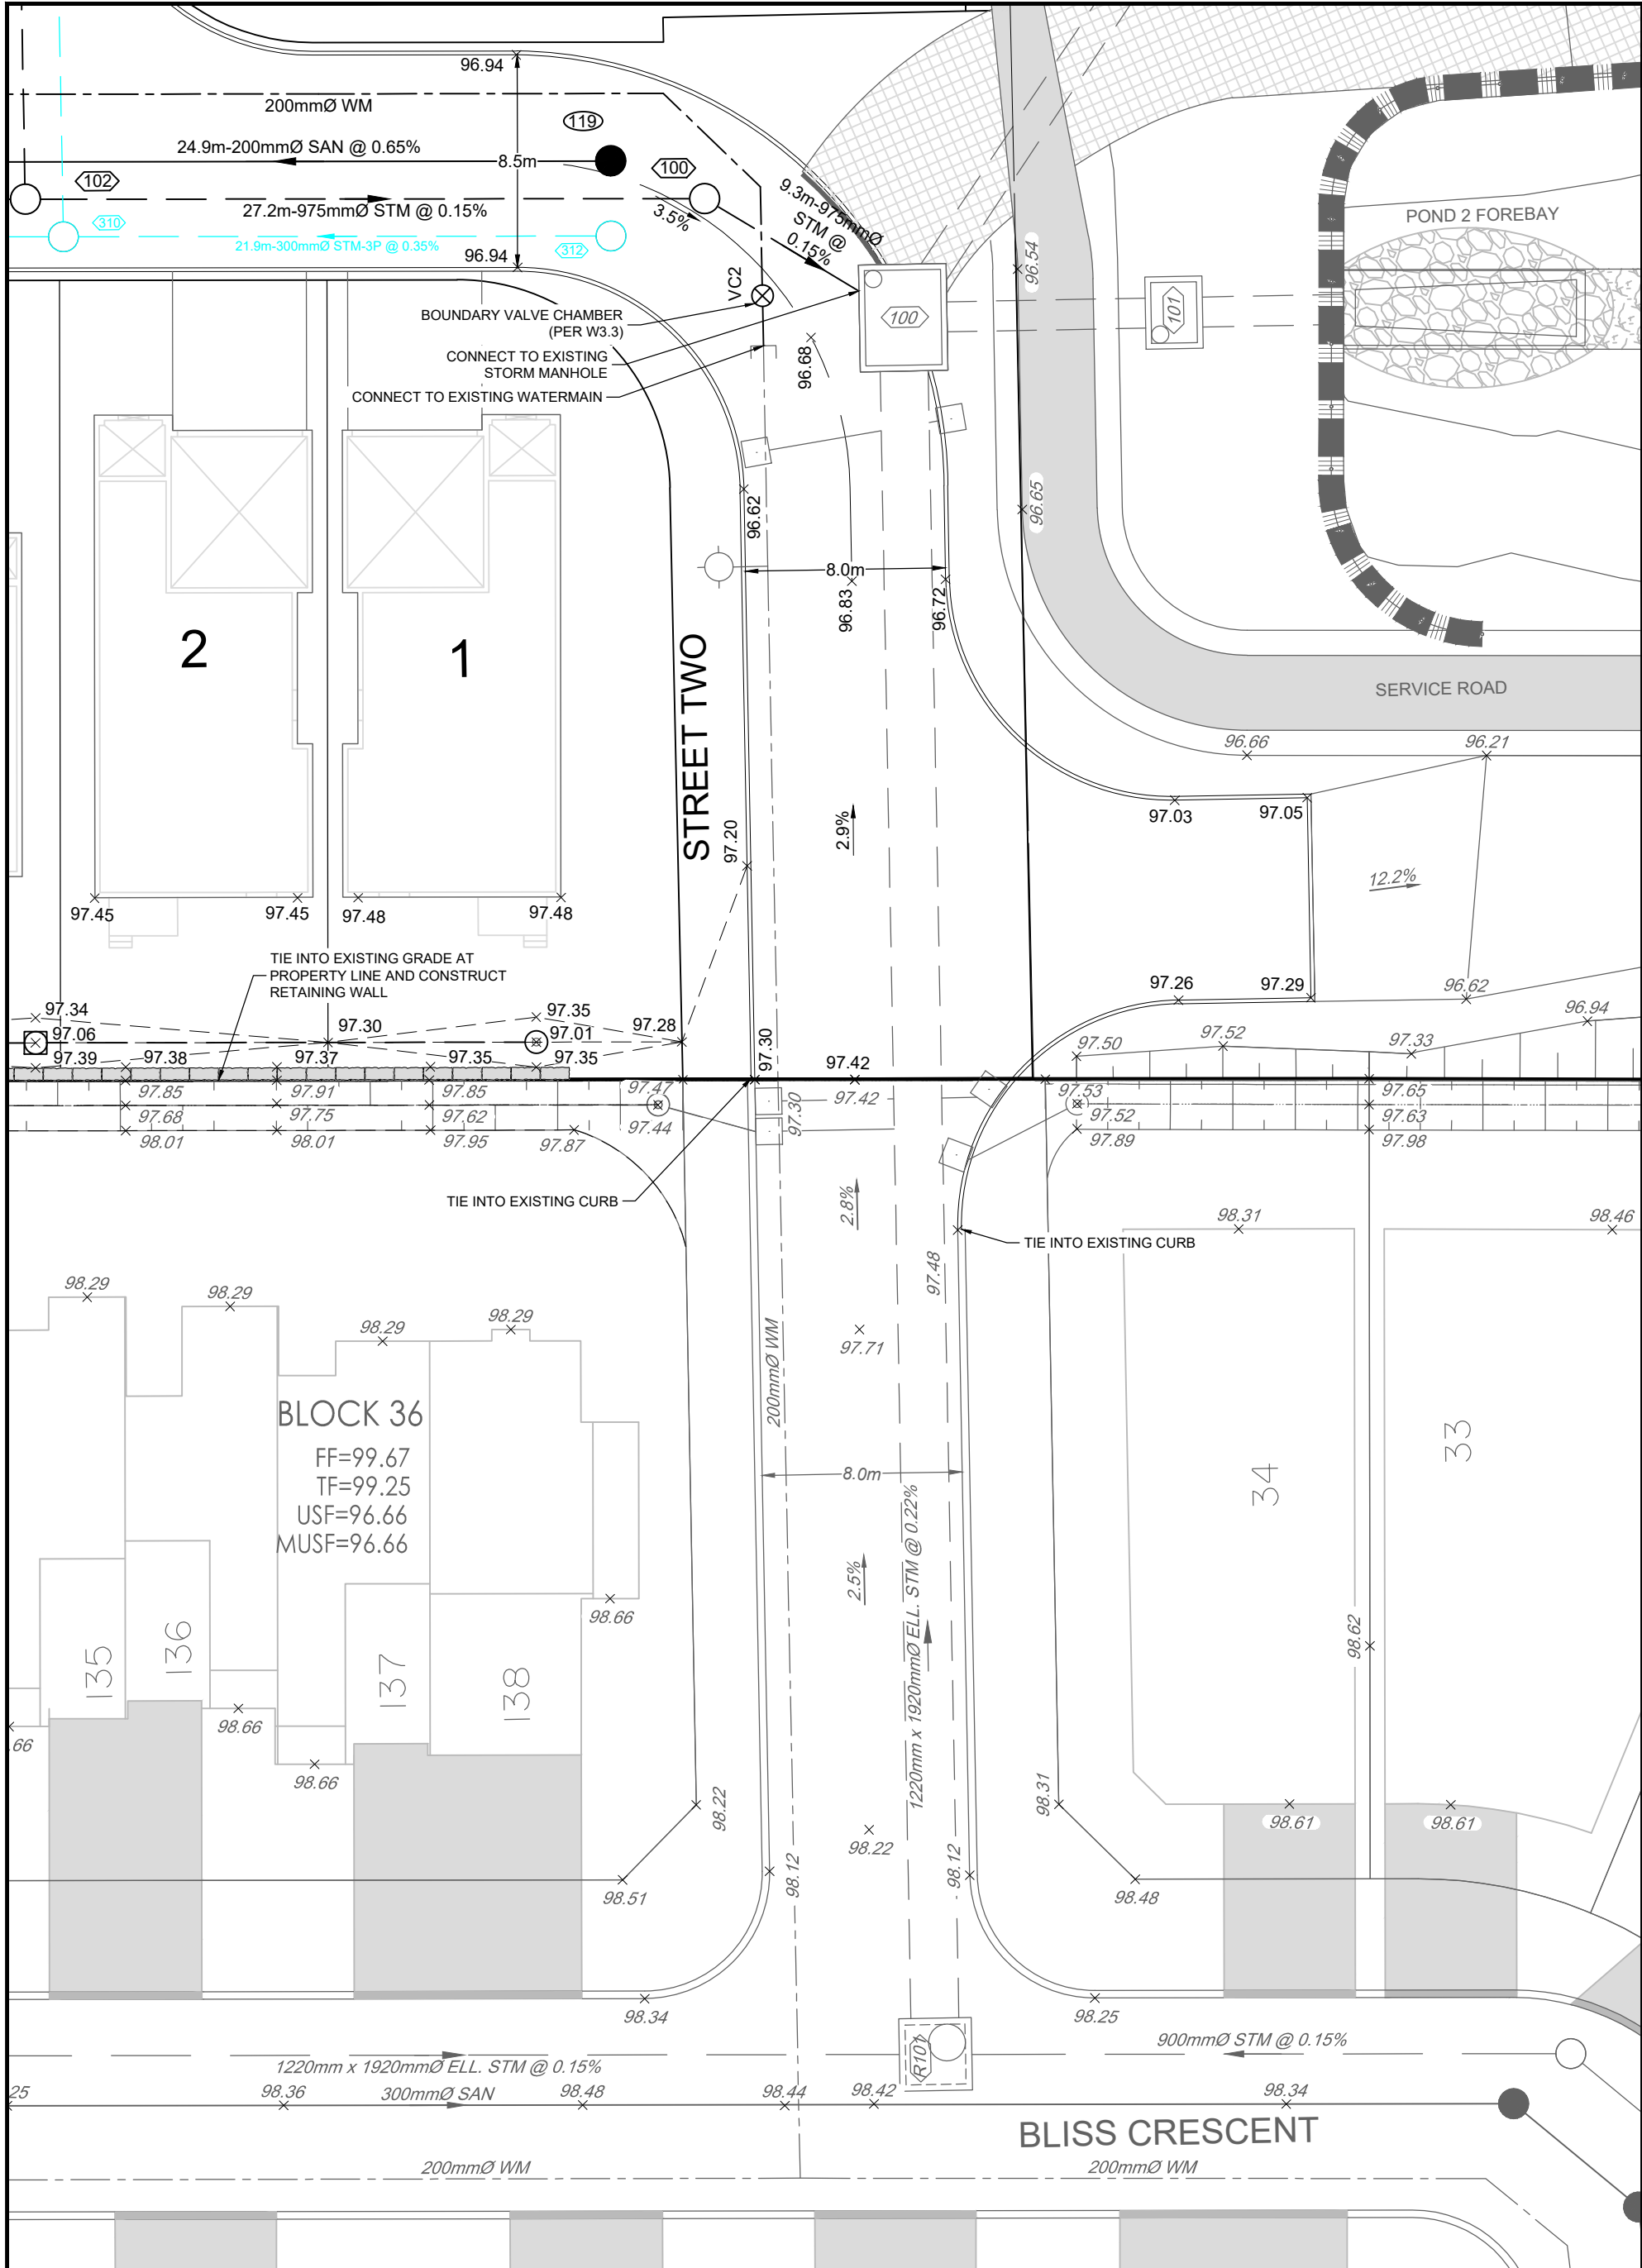 96.94
200mmØ WM
119
24.9m-200mmØ SAN @ 0.65%
8.5m
100
102
27.2m-975mmØ STM @ 0.15%
3.5%
9.3m-975mmØ
STM @
0.15%
310
21.9m-300mmØ STM-3P @ 0.35%
312
96.94
VC2
BOUNDARY VALVE CHAMBER
(PER W3.3)
CONNECT TO EXISTING
STORM MANHOLE
CONNECT TO EXISTING WATERMAIN
96.68
100
96.54
101
POND 2 FOREBAY
96.62
96.65
8.0m
96.83
96.72
2
1
STREET TWO
SERVICE ROAD
96.66
96.21
97.03
97.05
97.20
2.9%
12.2%
97.45
97.45
97.48
97.48
TIE INTO EXISTING GRADE AT
PROPERTY LINE AND CONSTRUCT
RETAINING WALL
97.26
97.29
96.62
96.94
97.34
97.06
97.30
97.35
97.01
97.28
97.30
97.42
97.50
97.52
97.33
97.39
97.38
97.37
97.35
97.35
97.85
97.91
97.85
97.47
97.30
97.42
97.53
97.65
97.68
97.75
97.62
97.44
97.52
97.63
98.01
98.01
97.95
97.87
97.89
97.98
TIE INTO EXISTING CURB
2.8%
98.31
98.46
TIE INTO EXISTING CURB
97.48
98.29
98.29
98.29
98.29
97.71
200mmØ WM
BLOCK 36
FF=99.67
TF=99.25
USF=96.66
MUSF=96.66
8.0m
34
33
1220mm x 1920mmØ ELL. STM @ 0.22%
2.5%
98.66
98.62
135
136
137
138
98.66
.66
98.66
98.22
98.31
98.61
98.61
98.22
98.12
98.12
98.51
98.48
98.34
98.25
R101
900mmØ STM @ 0.15%
1220mm x 1920mmØ ELL. STM @ 0.15%
25
98.36
300mmØ SAN
98.48
98.44
98.42
98.34
BLISS CRESCENT
200mmØ WM
200mmØ WM